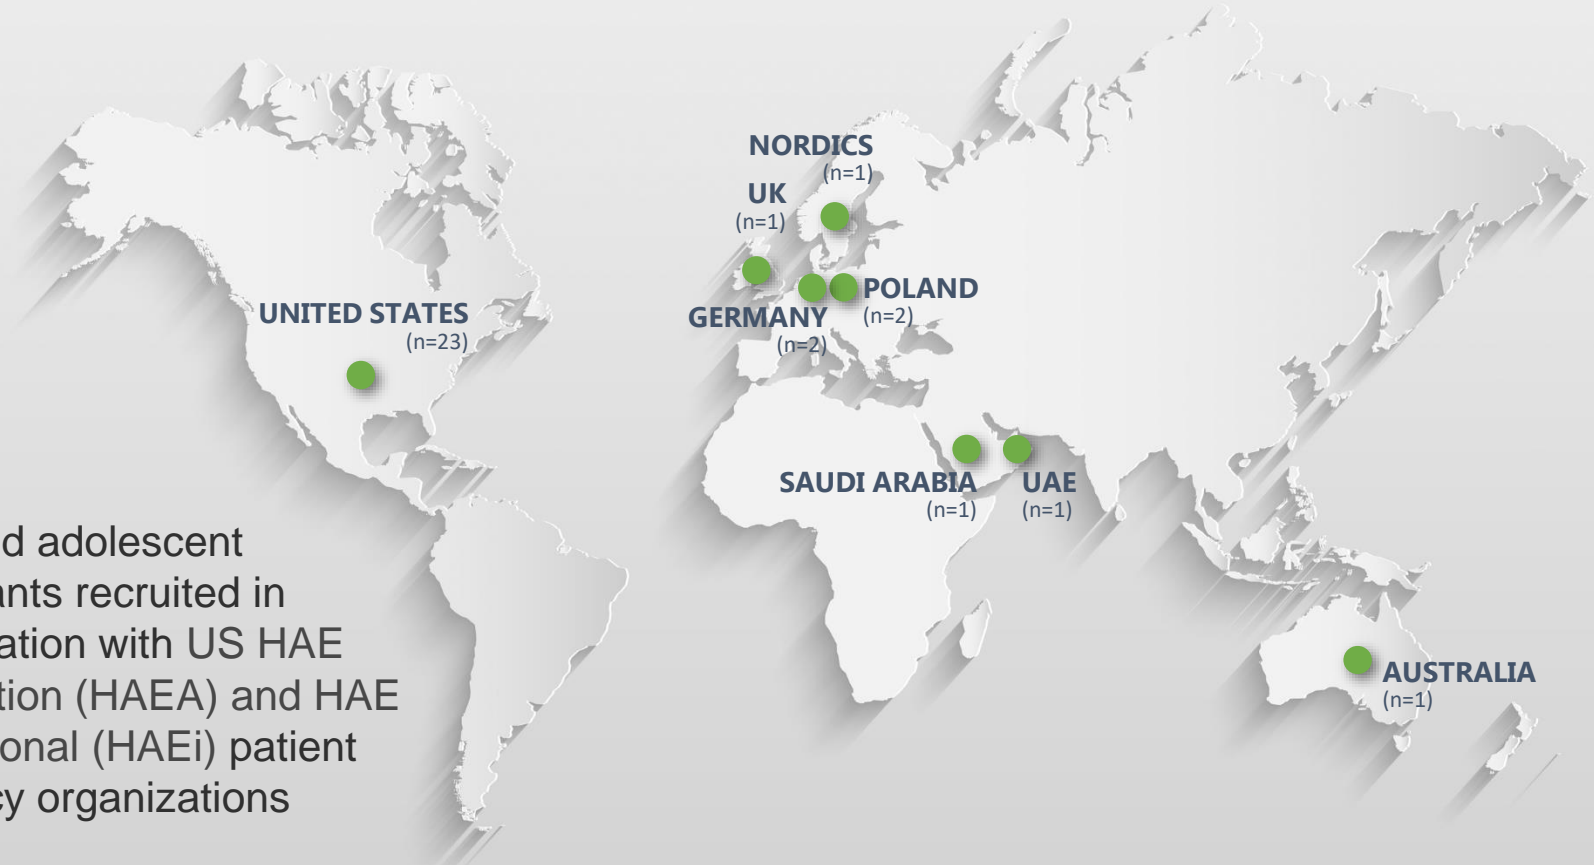 NORDICS
(n=1)
UK
(n=1)
UNITED STATES
(n=23)
POLAND
(n=2)
GERMANY
(n=2)
SAUDI ARABIA
(n=1)
UAE
(n=1)
AUSTRALIA
(n=1)
d adolescent
ants recruited in
ation with US HAE
tion (HAEA) and HAE
onal (HAEi) patient
cy organizations